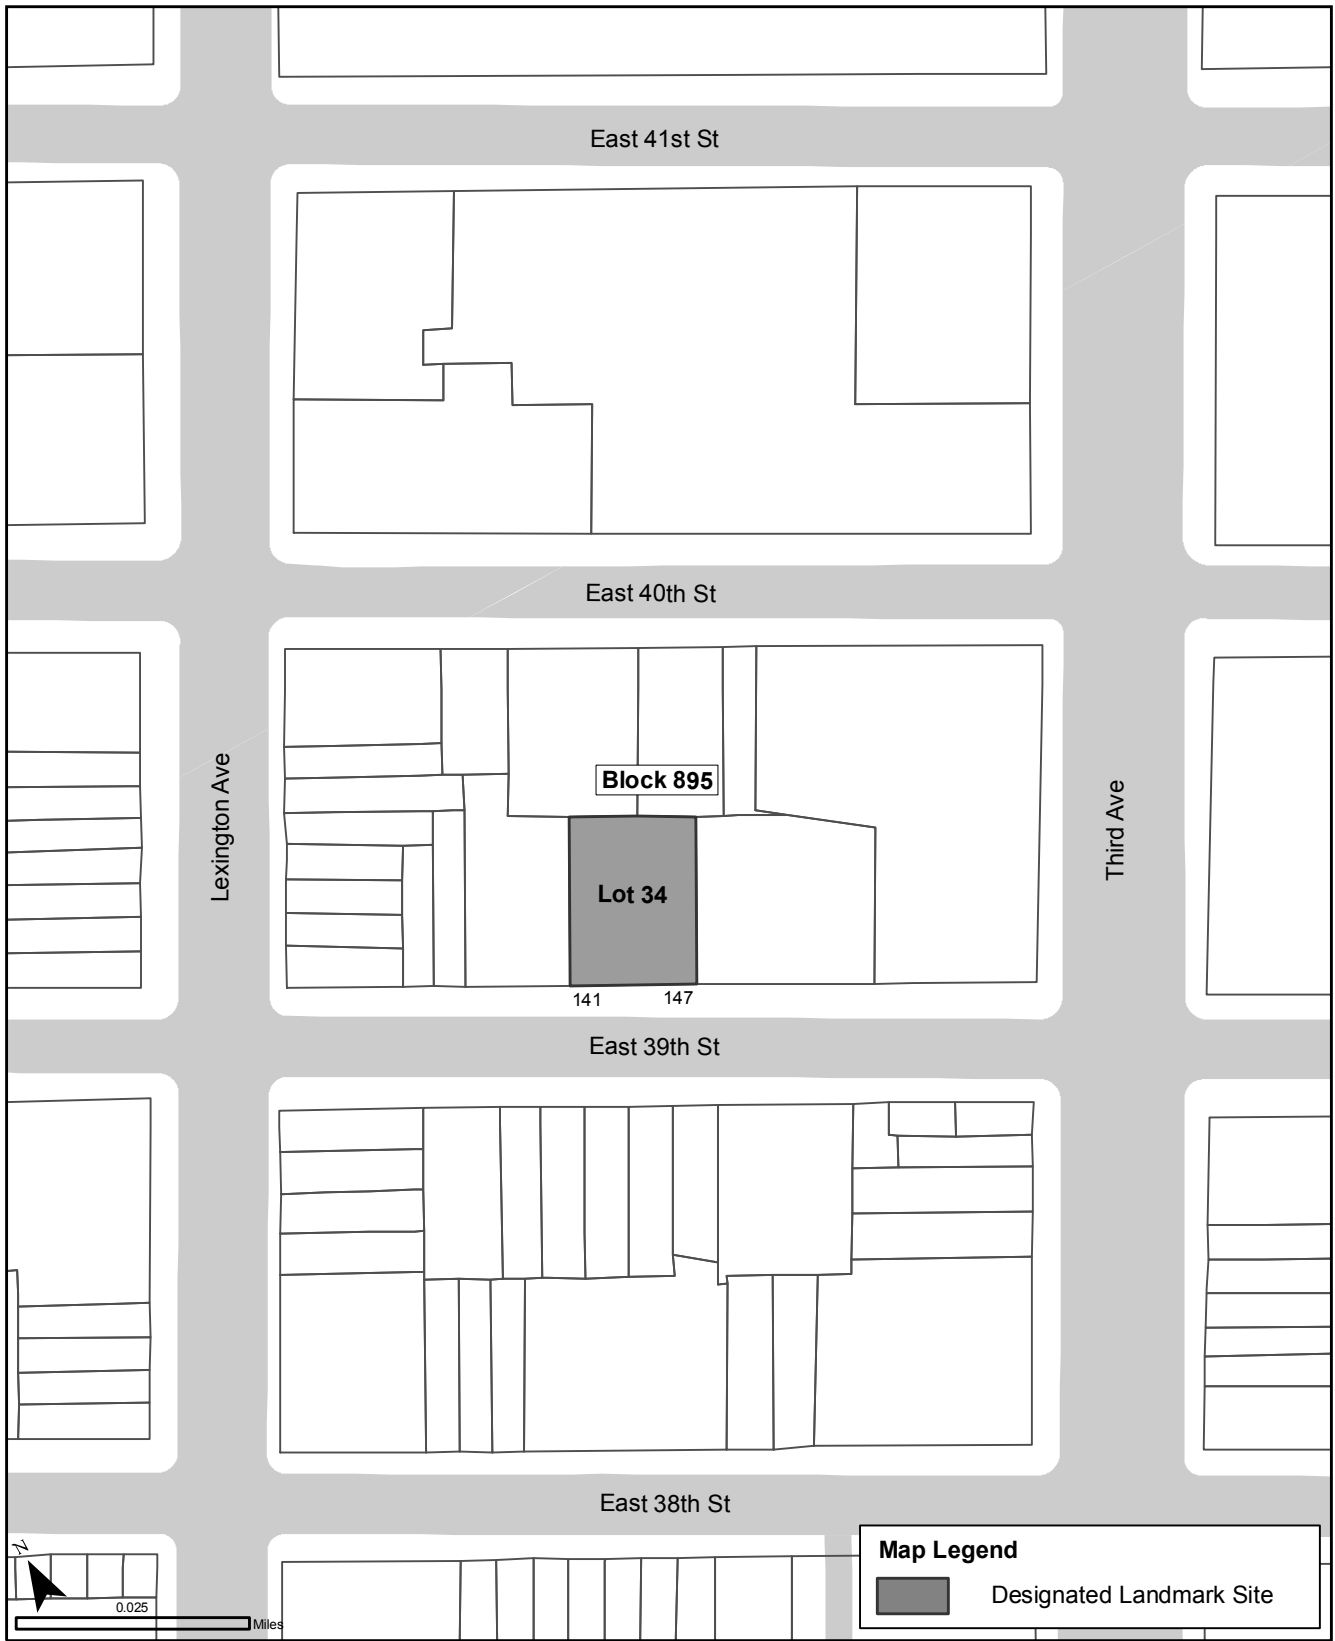 East 41st St
East 40th St
Block 895
Lexington Ave
Third Ave
Lot 34
141
147
East 39th St
East 38th St
N
0.025
Miles
Map Legend
Designated Landmark Site